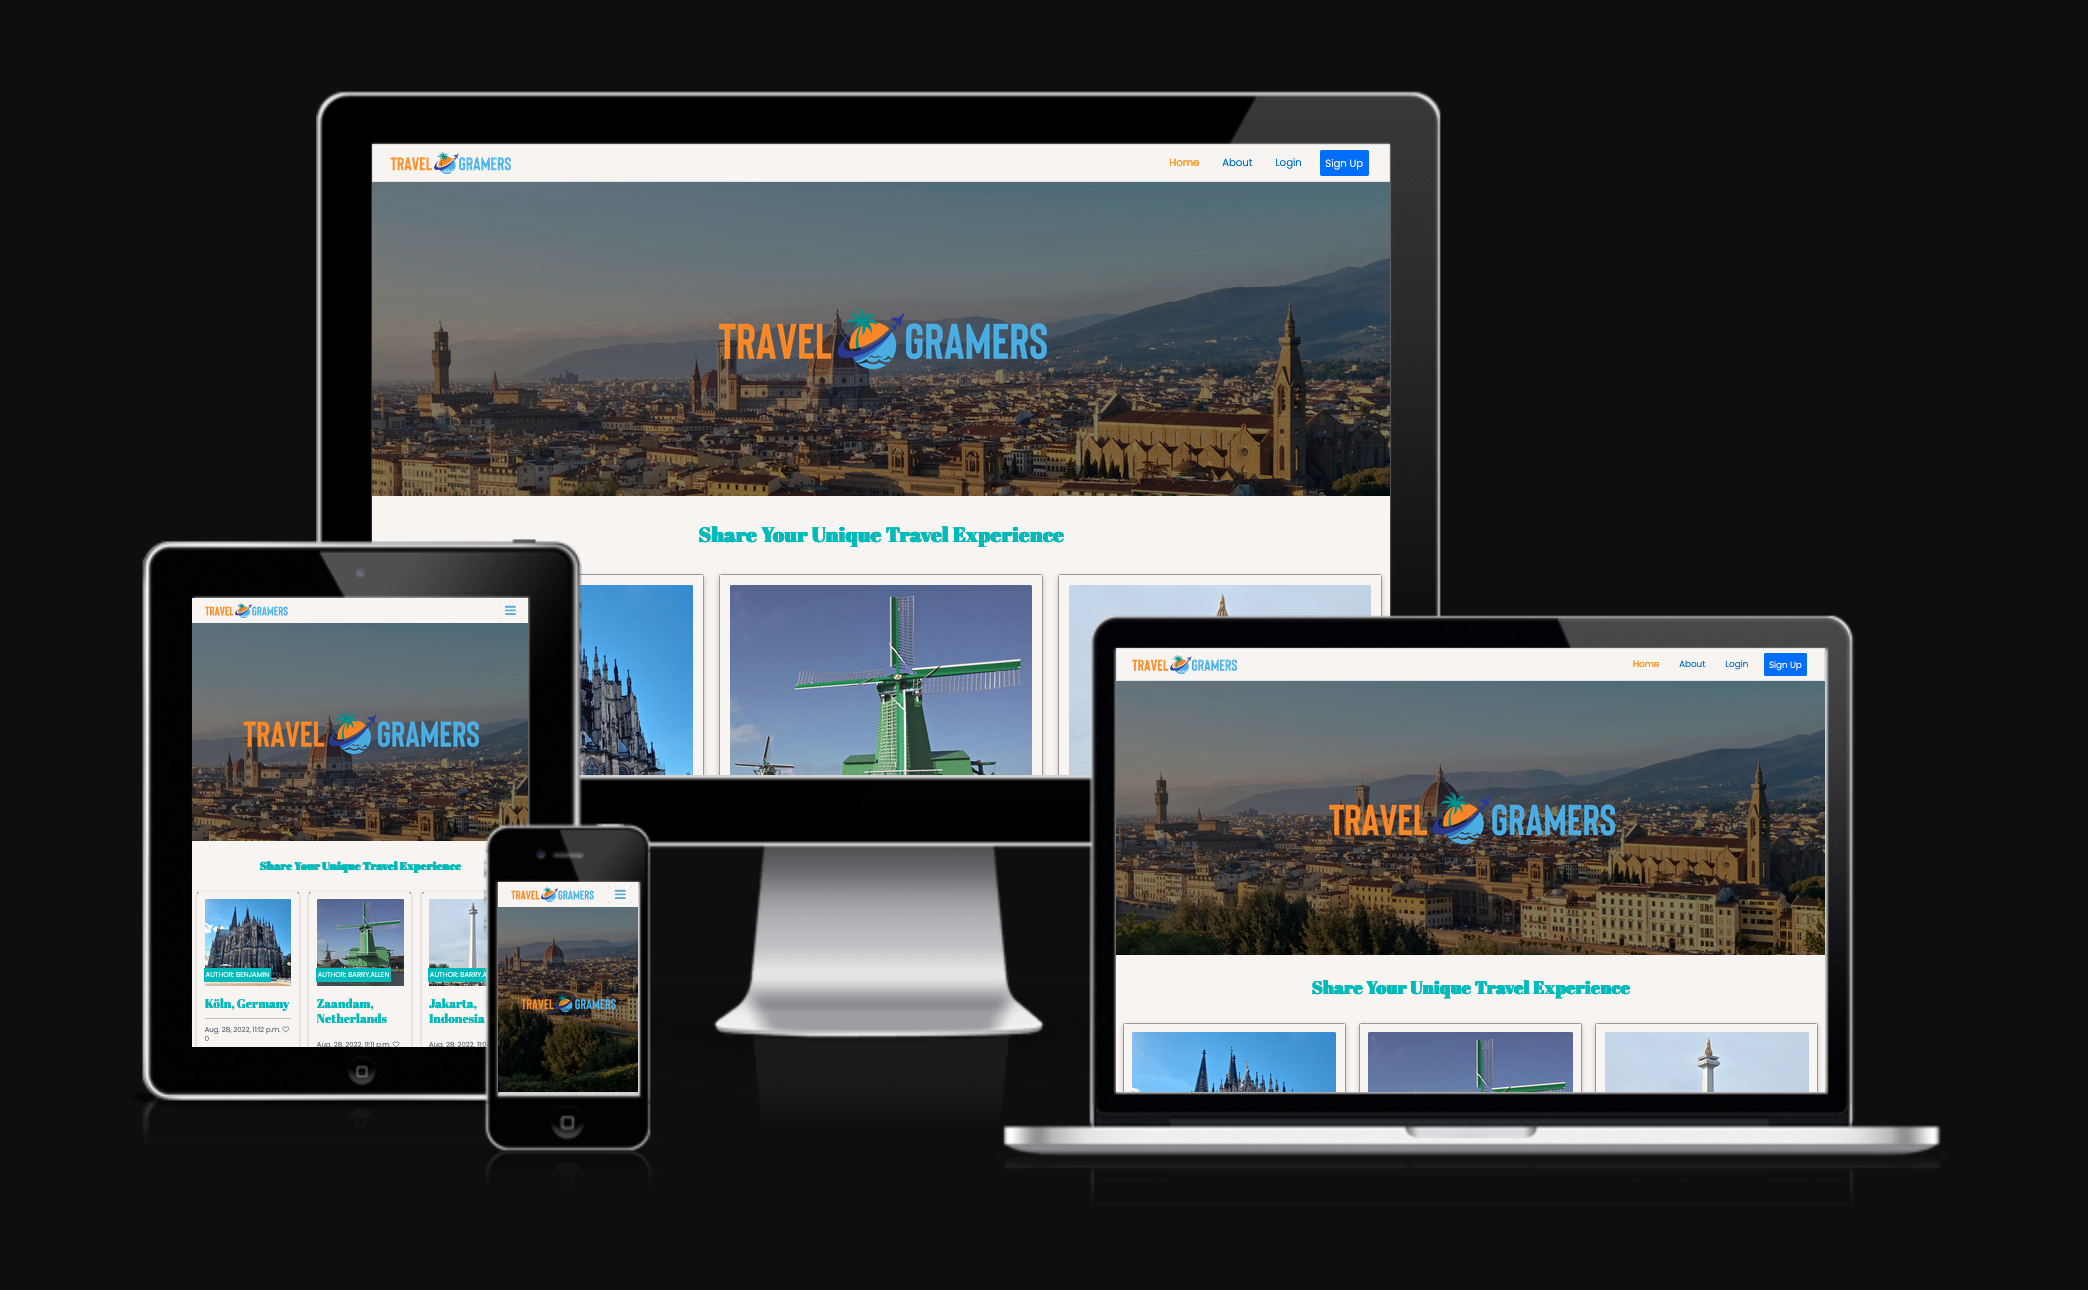 TRAVEL GRAMERS
Home About Login Sign Up
TRAVEL GRAMERS
Share Your Unique Travel Experience
TRAVEL GRAMERS
TRAVEL GRAMERS
Share Your Unique Travel Experience
AUTHOR: BENJAMIN
AUTHOR: BARRY.ALLEN
AUTHOR: BARRY.A
Köln, Germany
Zaandam,
Netherlands
Jakarta,
Indonesia
Aug. 28, 2022, 11:12 p.m.
0
Aug. 28, 2022, 11:11 p.m.
Aug. 28, 2022, 11:0
TRAVEL GRAMERS
TRAVEL GRAMERS
TRAVEL GRAMERS
Home About Login Sign Up
TRAVEL GRAMERS
Share Your Unique Travel Experience